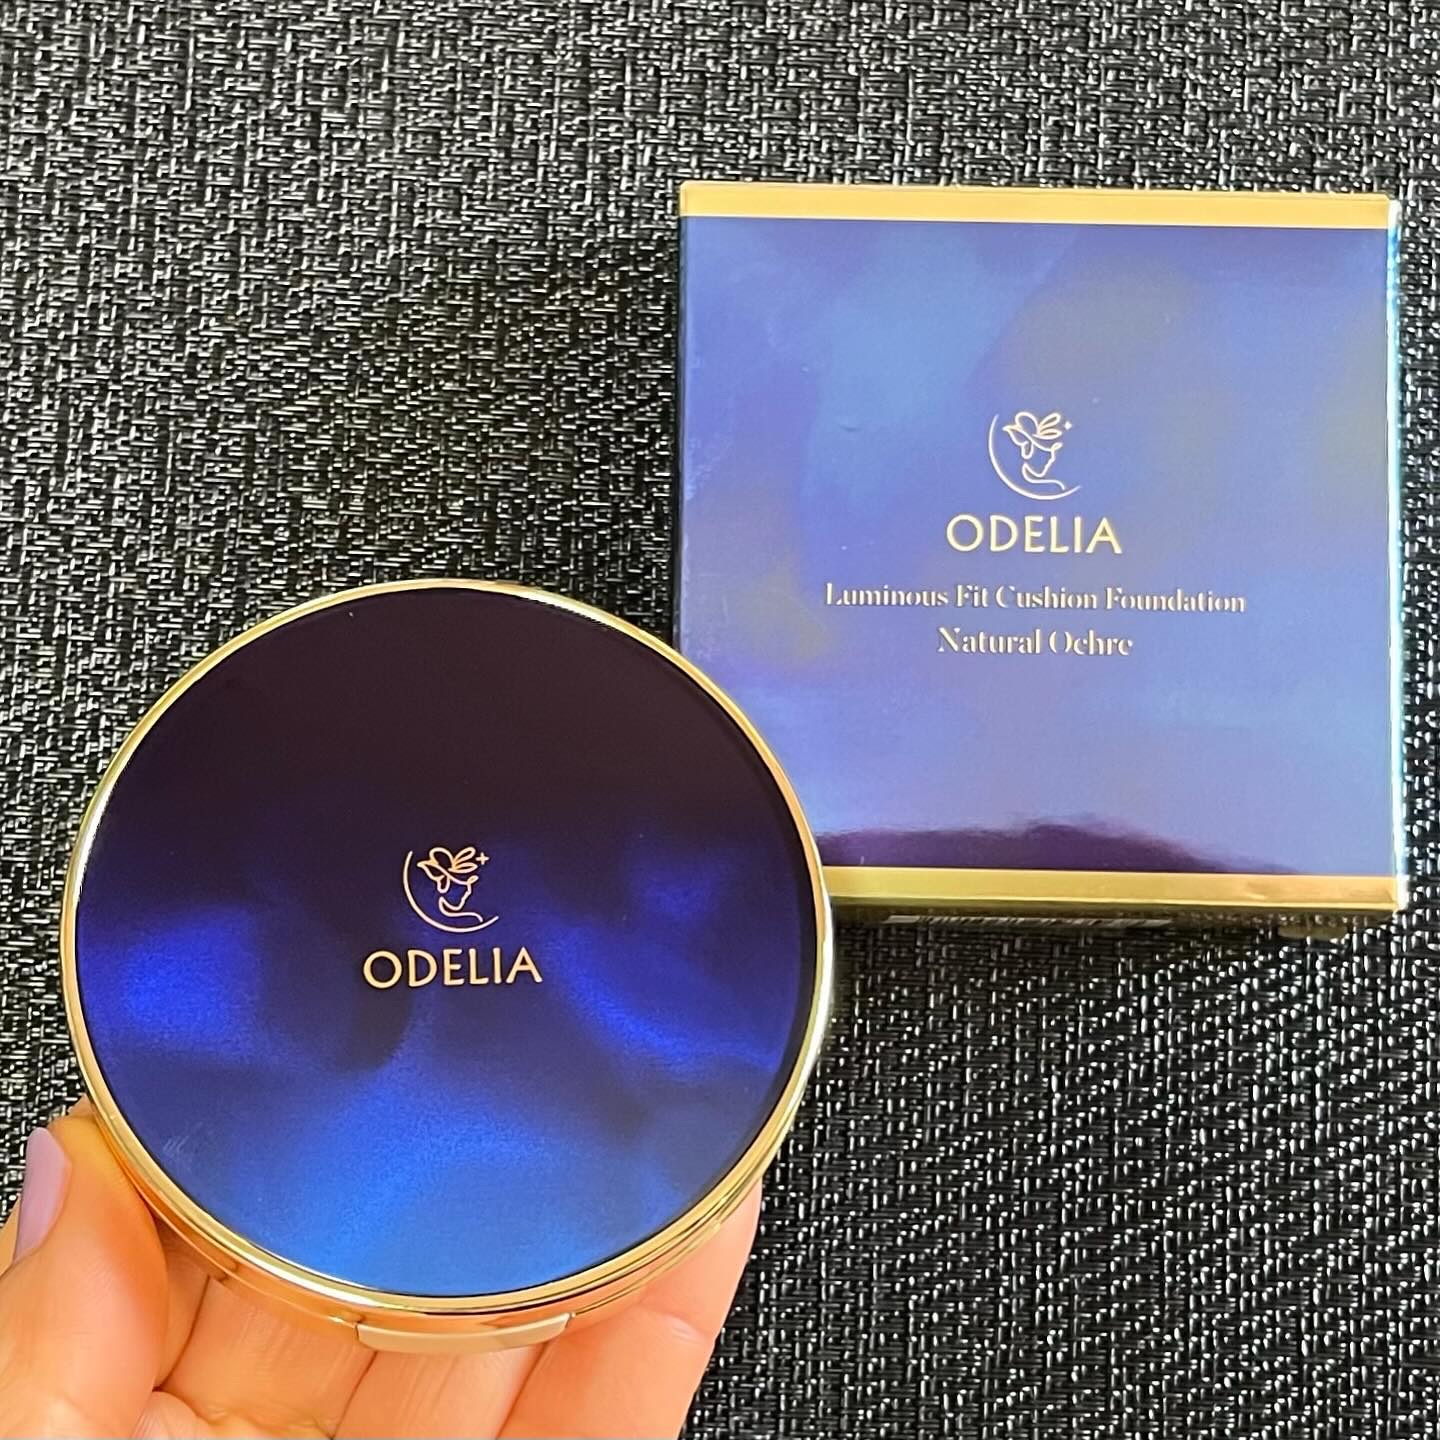 ODELIA
Luminous Fit Cushion Foundation
Natural Ochre
ODELIA